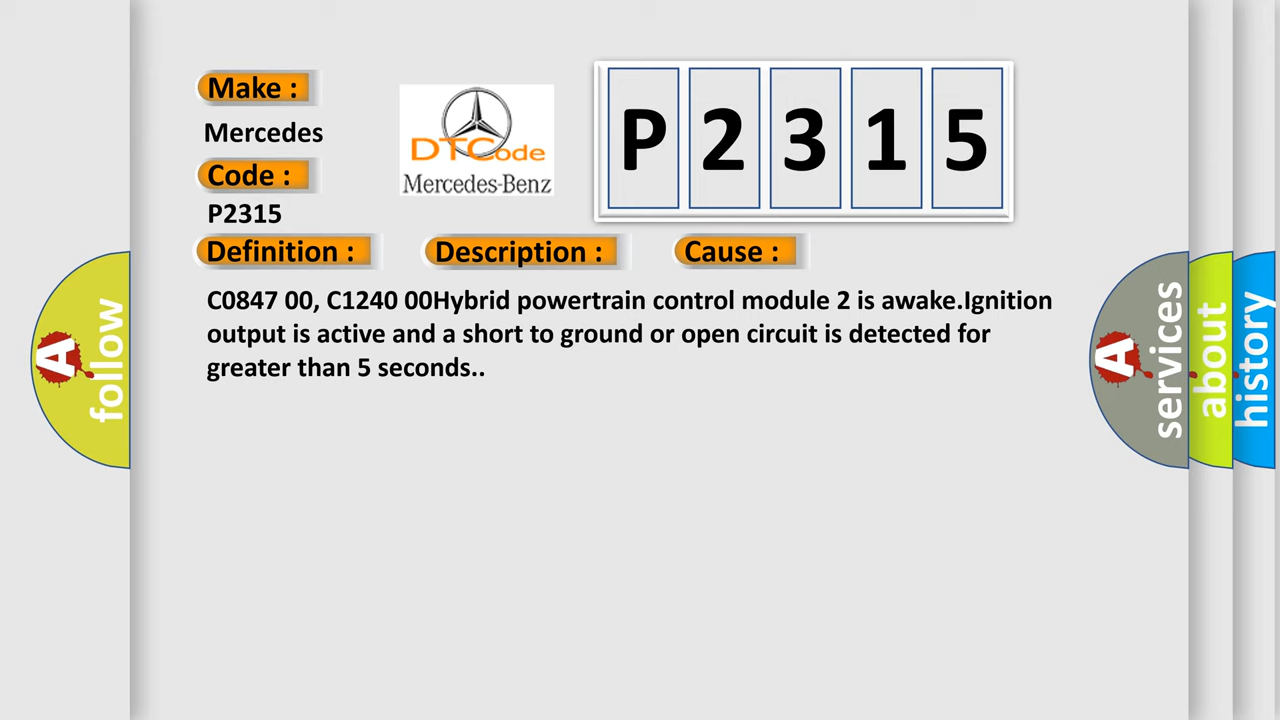 Make :
Mercedes
Code :
P2315
DTCode
Mercedes-Benz
P 2 3 1 5
Definition :
Description :
Cause :
C0847 00, C1240 00Hybrid powertrain control module 2 is awakeIgnition
output is active and a short to ground or open circuit is detected for
greater than 5 seconds..
A follow
A services
about
history